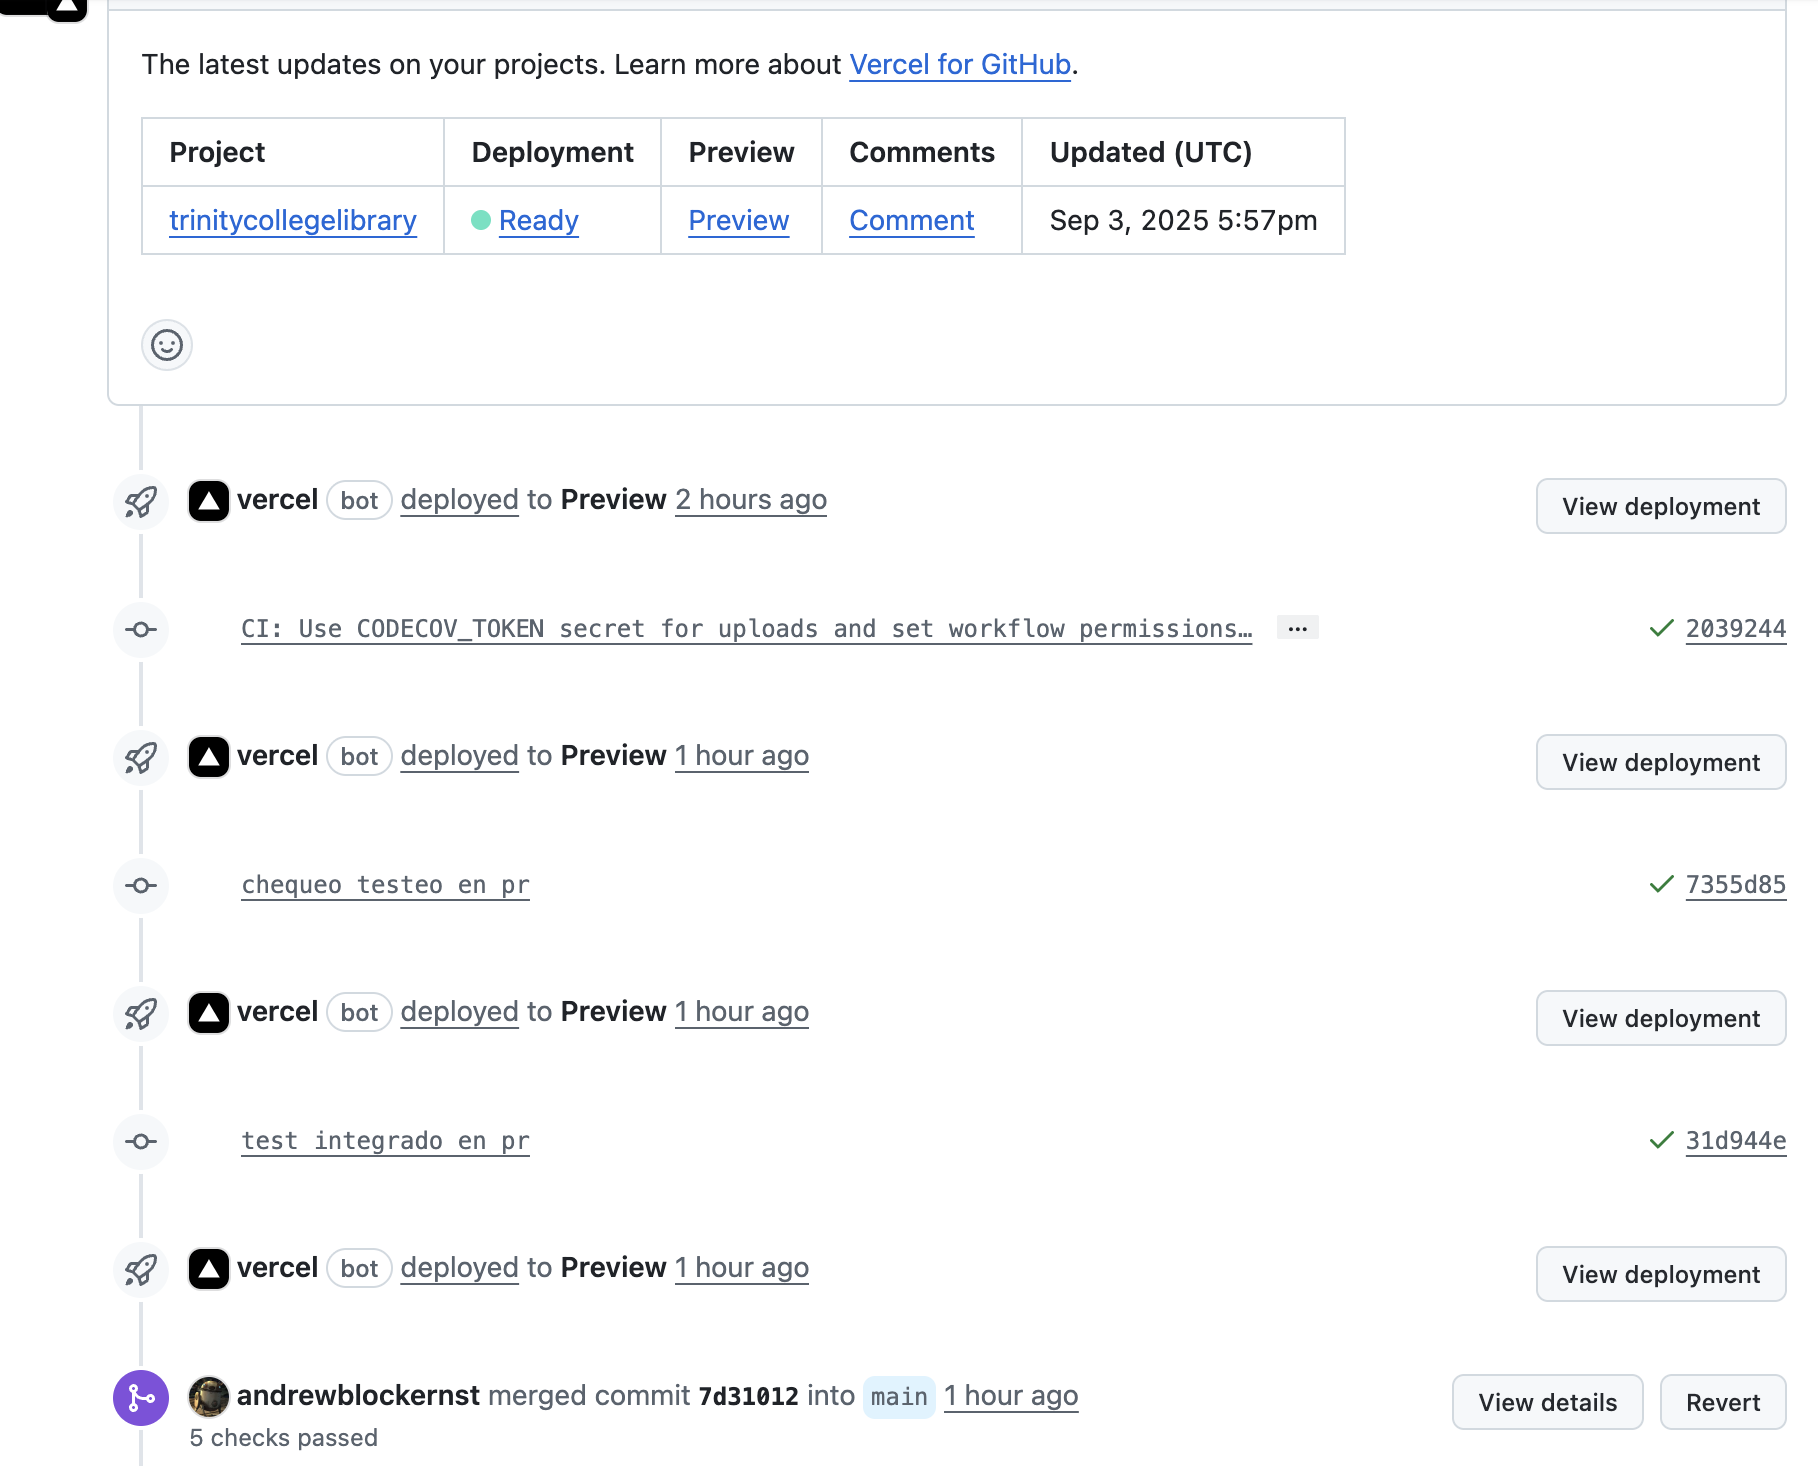 The latest updates on your projects. Learn more about Vercel for GitHub.
Project Deployment Preview Comments Updated (UTC)
trinitycollegelibrary Ready Preview Comment Sep 3, 2025 5:57pm
vercel bot deployed to Preview 2 hours ago View deployment
CI: Use CODECOV_TOKEN secret for uploads and set workflow permissions… ... 2039244
vercel bot deployed to Preview 1 hour ago View deployment
chequeo testeo en pr 7355d85
vercel bot deployed to Preview 1 hour ago View deployment
test integrado en pr 31d944e
vercel bot deployed to Preview 1 hour ago View deployment
andrewblockernst merged commit 7d31012 into main 1 hour ago View details Revert
5 checks passed